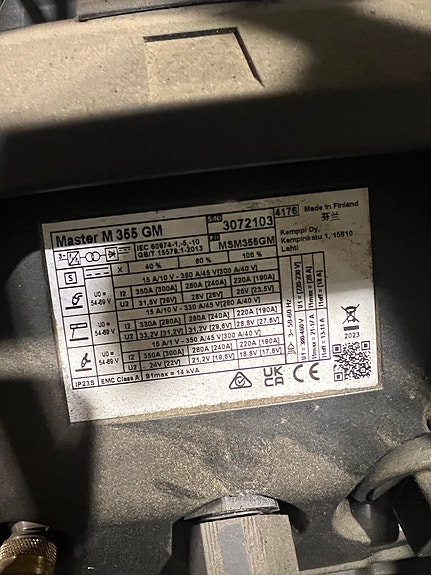 Master M 355 GM
S/N: 3072103
4176 Made in Finland
芬兰
IEC 60974-1,-5,-10
GB/T 15579.1-2013
P/N: MSM355GM
Kemppi Oy,
Kempinkatu 1, 15810
Lahti
X 40 % 60 % 100 %
S
15 A/10 V - 350 A/45 V[300 A/40 V]
U0 = 54-69 V
I2 350A [300A] 280A [240A] 220A [190A]
U2 31.5V [29V] 28V [26V] 25V [23,5V]
15 A/10 V - 330 A/45 V[280 A/40 V]
U0 = 54-69 V
I2 330A [280A] 280A [240A] 220A [190A]
U2 33,2V [31,2V] 31,2V [29,6V] 28,8V [27,6V]
15 A/1 V - 350 A/45 V[300 A/40 V]
U0 = 54-69 V
I2 350A [300A] 280A [240A] 220A [190A]
U2 24V [22V] 21,2V [19,6V] 18,8V [17,6V]
3~ 50-60 Hz
U1 = 380-460 V U1 = [220-230 V]
I1max = 21-17 A
IP23S EMC Class A S1max = 14 kVA
UK
CA
CE
2023